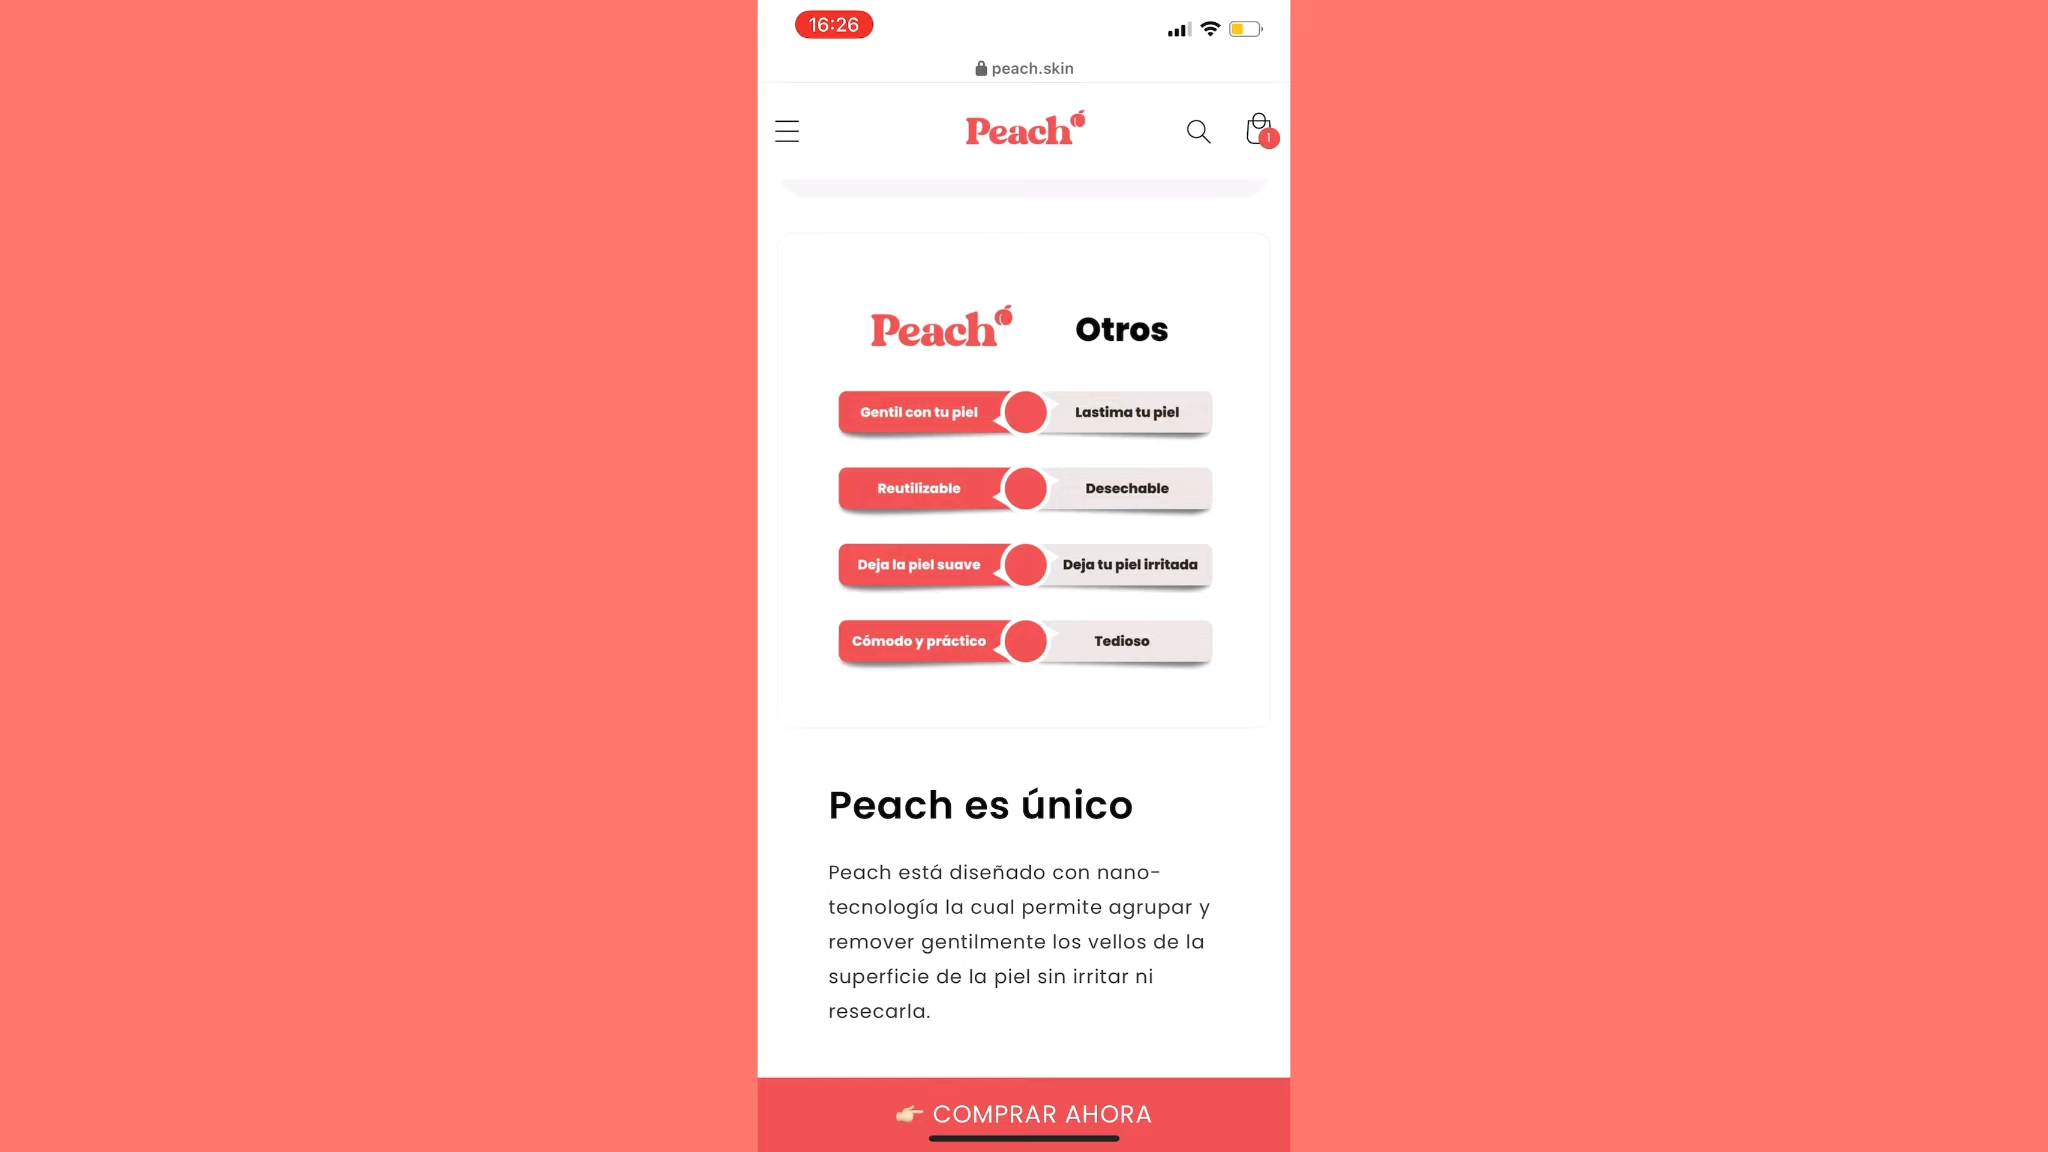 16:26
peach.skin
Peach
1
Peach Otros
Gentil con tu piel Lastima tu piel
Reutilizable Desechable
Deja la piel suave Deja tu piel irritada
Cómodo y práctico Tedioso
Peach es único
Peach está diseñado con nano-
tecnología la cual permite agrupar y
remover gentilmente los vellos de la
superficie de la piel sin irritar ni
resecarla.
👉🏼 COMPRAR AHORA